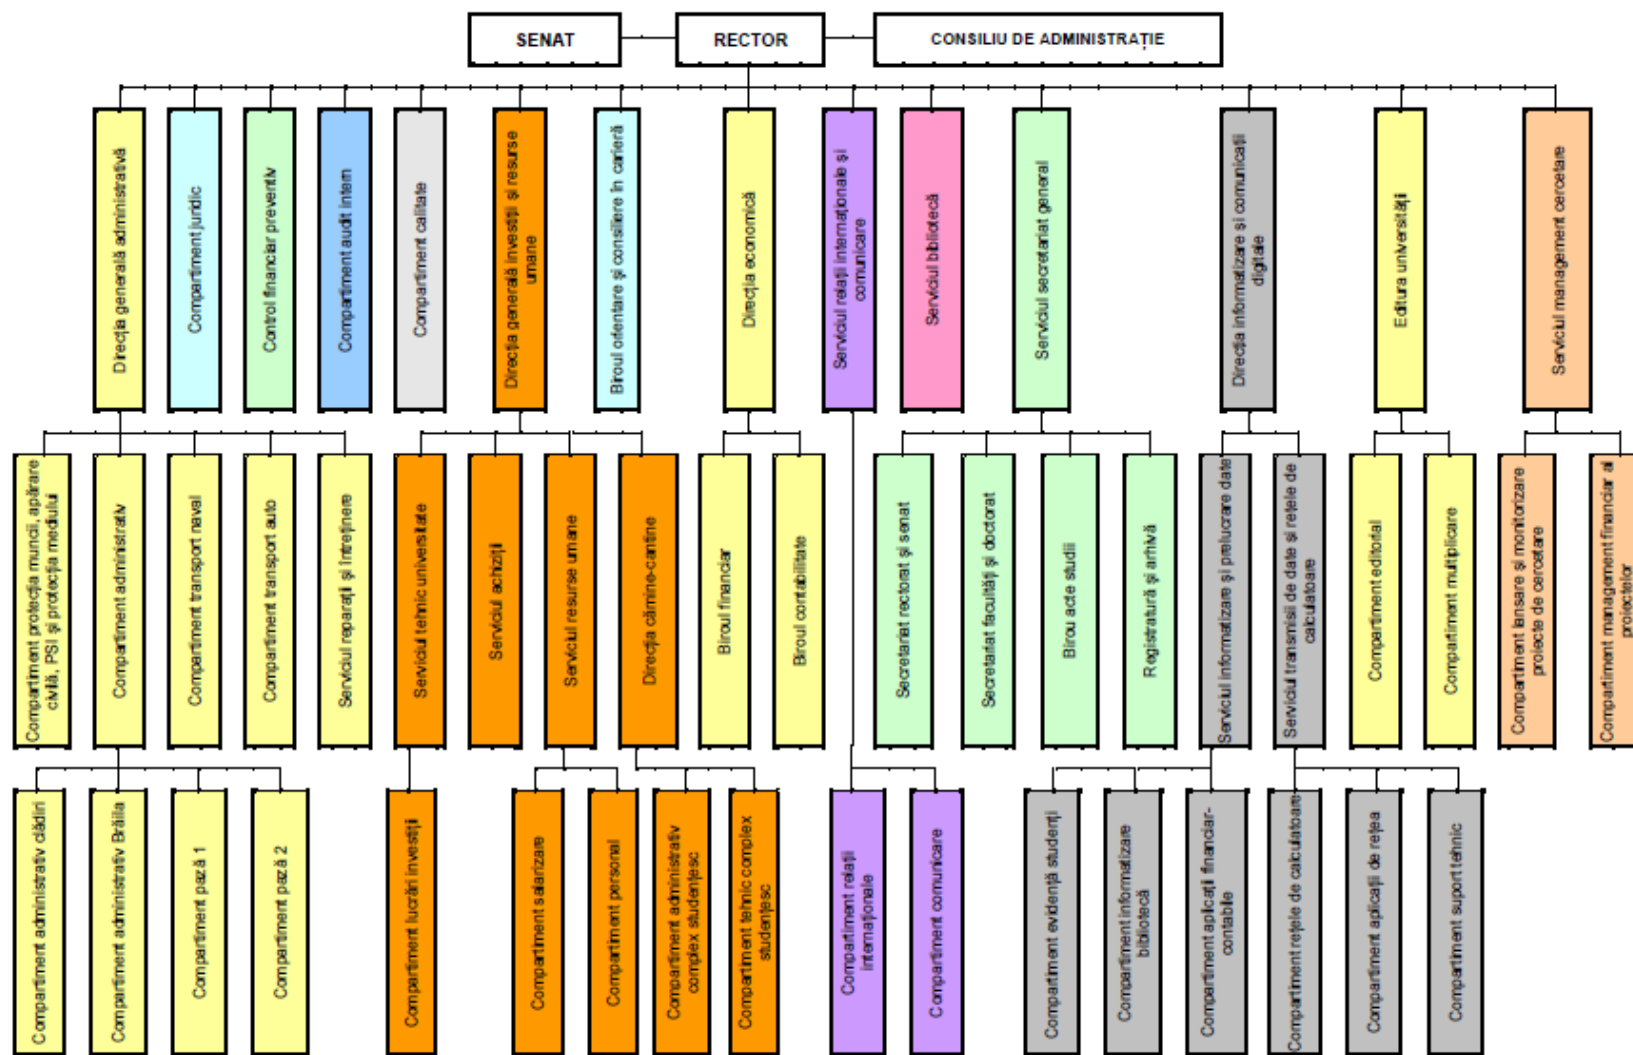 SENAT
RECTOR
CONSILIU DE ADMINISTRAȚIE
Direcția generală administrativă
Compartiment juridic
Control financiar preventiv
Compartiment audit intern
Compartiment calitate
Direcția generală investiții și resurse
umane
Biroul orientare și consiliere în carieră
Direcția economică
Serviciul relații internaționale și
comunicare
Serviciul bibliotecă
Serviciul secretariat general
Direcția informatizare și comunicații
digitale
Editura universității
Serviciul management cercetare
Compartiment protecția muncii, apărare
civilă, PSI și protecția mediului
Compartiment administrativ
Compartiment transport naval
Compartiment transport auto
Serviciul reparații și întreținere
Serviciul tehnic universitate
Serviciul achiziții
Serviciul resurse umane
Direcția cămine-cantine
Biroul financiar
Biroul contabilitate
Secretariat rectorat și senat
Secretariat facultăți și doctorat
Birou acte studii
Registratură și arhivă
Serviciul informatizare și prelucrare date
Serviciul transmisii de date și rețele de
calculatoare
Compartiment editorial
Compartiment multiplicare
Compartiment lansare și monitorizare
proiecte de cercetare
Compartiment management financiar al
proiectelor
Compartiment administrativ clădiri
Compartiment administrativ Brăila
Compartiment pază 1
Compartiment pază 2
Compartiment lucrări investiții
Compartiment salarizare
Compartiment personal
Compartiment administrativ
complex studențesc
Compartiment tehnic complex
studențesc
Compartiment relații
internaționale
Compartiment comunicare
Compartiment evidență studenți
Compartiment informatizare
bibliotecă
Compartiment aplicații financiar-
contabile
Compartiment rețele de calculatoare
Compartiment aplicații de rețea
Compartiment suport tehnic